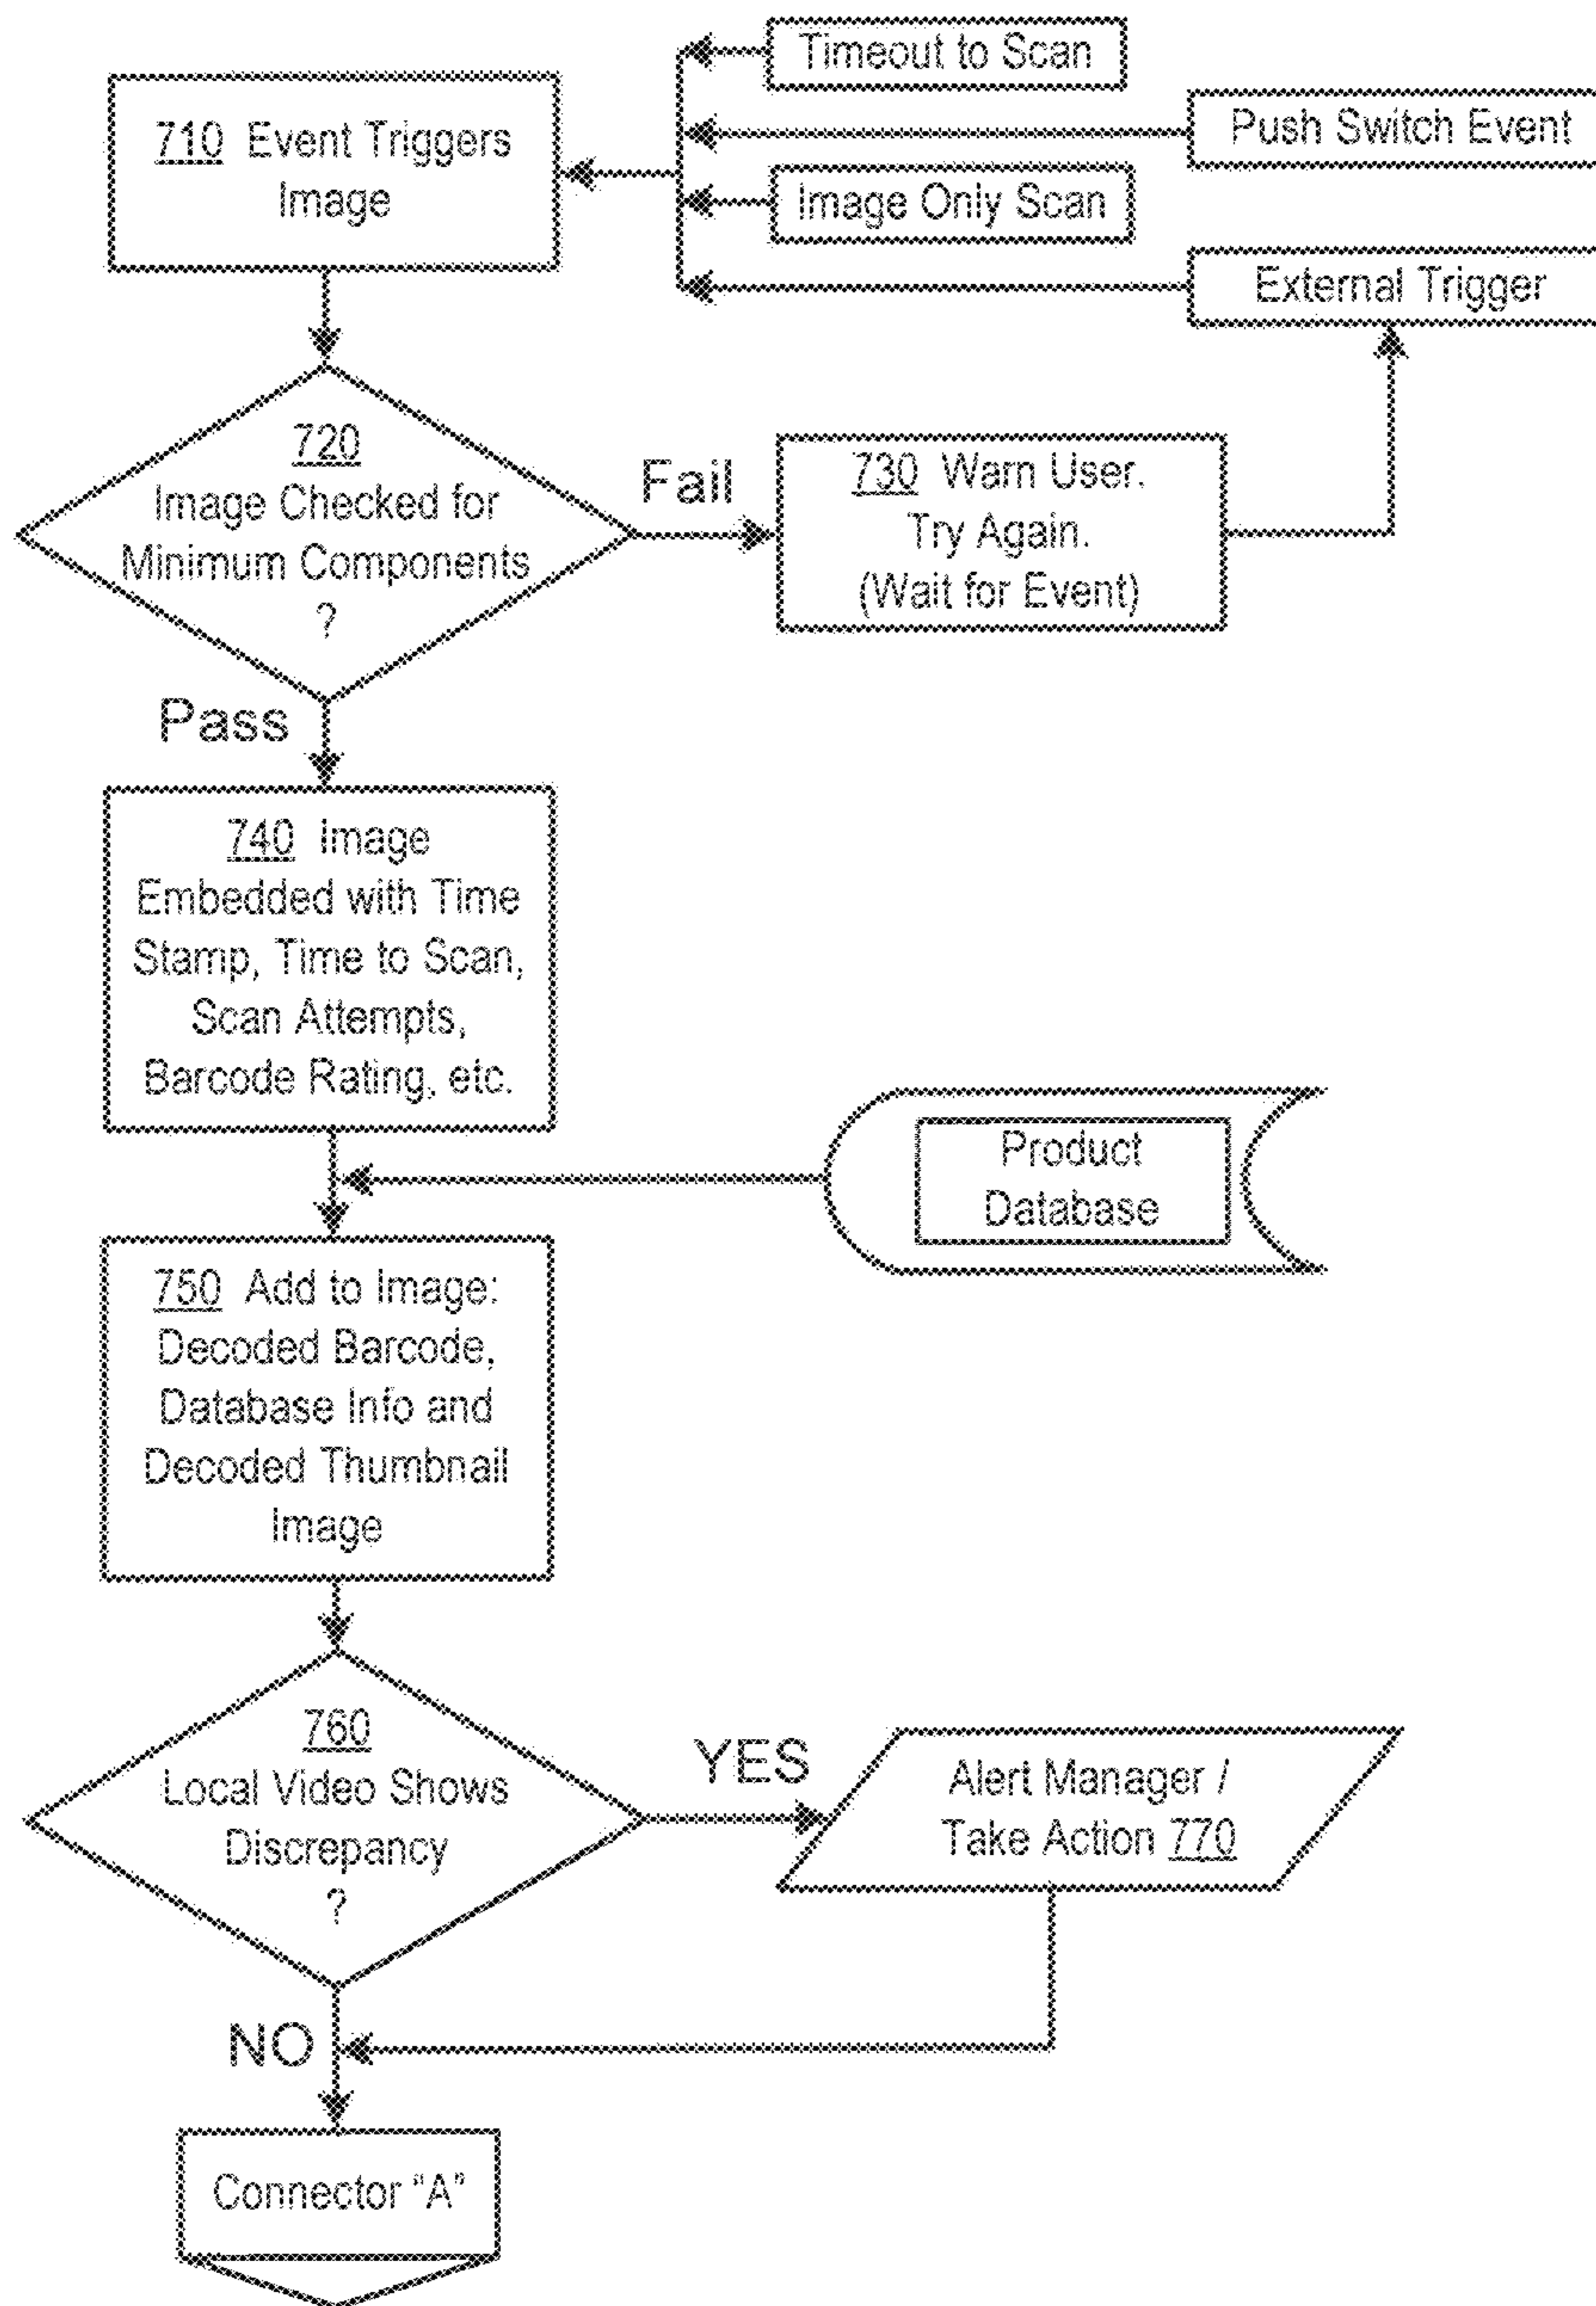 Timeout to Scan
Push Switch Event
710 Event Triggers
Image
Image Only Scan
External Trigger
720
Image Checked for
Minimum Components
?
Fail
730 Warn User.
Try Again.
(Wait for Event)
Pass
740 Image
Embedded with Time
Stamp, Time to Scan,
Scan Attempts,
Barcode Rating, etc.
Product
Database
750 Add to Image:
Decoded Barcode,
Database Info and
Decoded Thumbnail
Image
760
Local Video Shows
Discrepancy
?
YES
Alert Manager /
Take Action 770
NO
Connector "A"